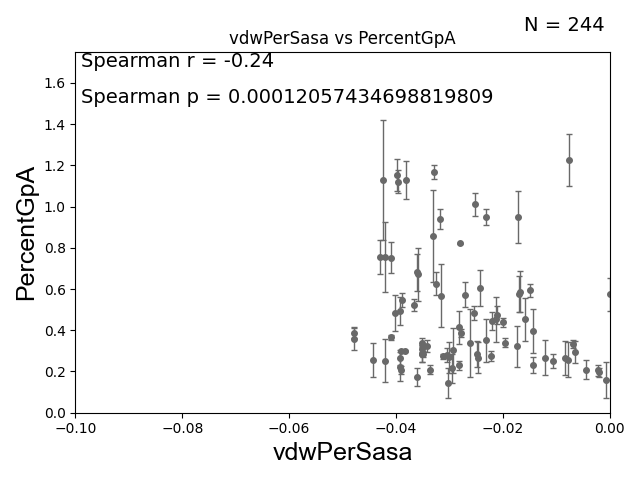 N = 244
vdwPerSasa vs PercentGpA
Spearman r = -0.24
Spearman p = 0.00012057434698819809
1.6
1.4
1.2
1.0
0.8
0.6
0.4
0.2
0.0
PercentGpA
−0.10 −0.08 −0.06 −0.04 −0.02 0.00
vdwPerSasa